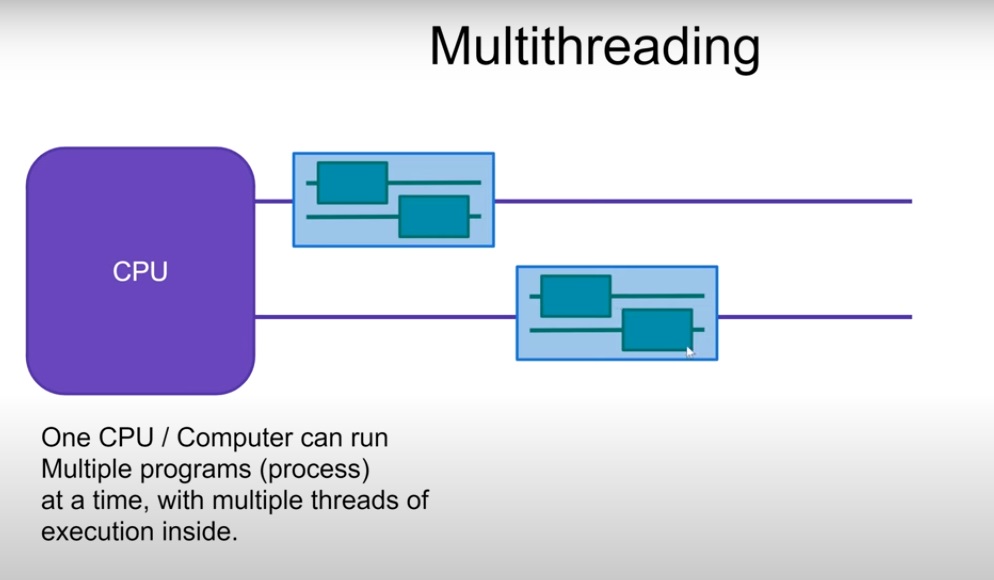 Multithreading
CPU
One CPU / Computer can run
Multiple programs (process)
at a time, with multiple threads of
execution inside.